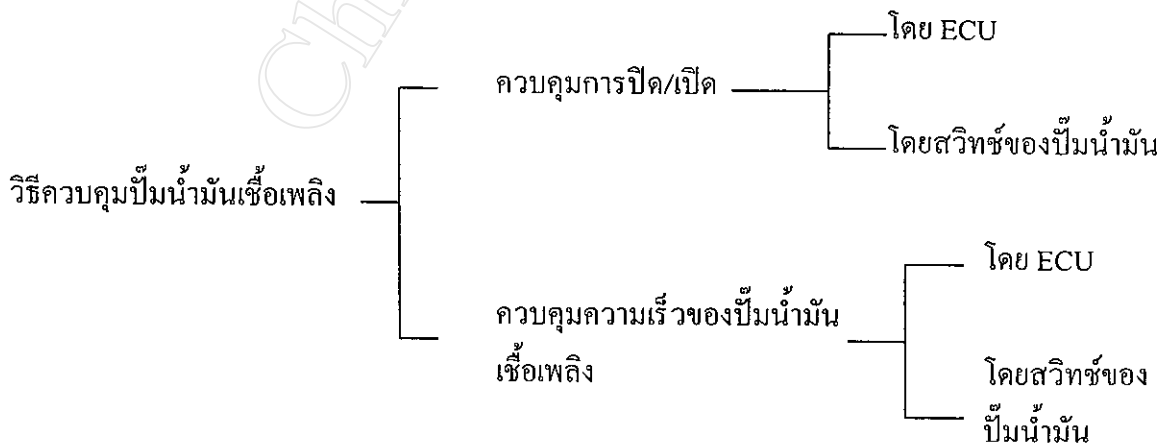 โดย ECU
ควบคุมการปิด/เปิด
โดยสวิทช์ของปั๊มน้ำมัน
วิธีควบคุมปั๊มน้ำมันเชื้อเพลิง
โดย ECU
ควบคุมความเร็วของปั๊มน้ำมัน
เชื้อเพลิง
โดยสวิทช์ของ
ปั๊มน้ำมัน